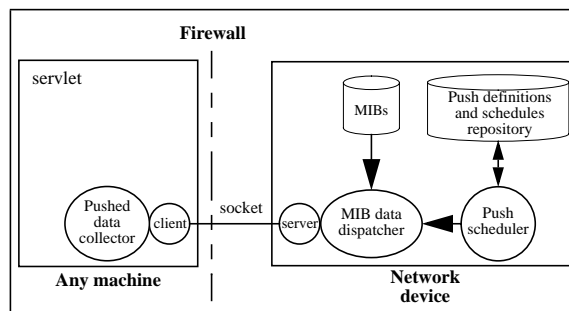 Firewall
servlet
MIBs
Push definitions
and schedules
repository
Pushed
data
collector
client
socket
server
MIB data
dispatcher
Push
scheduler
Any machine
Network
device